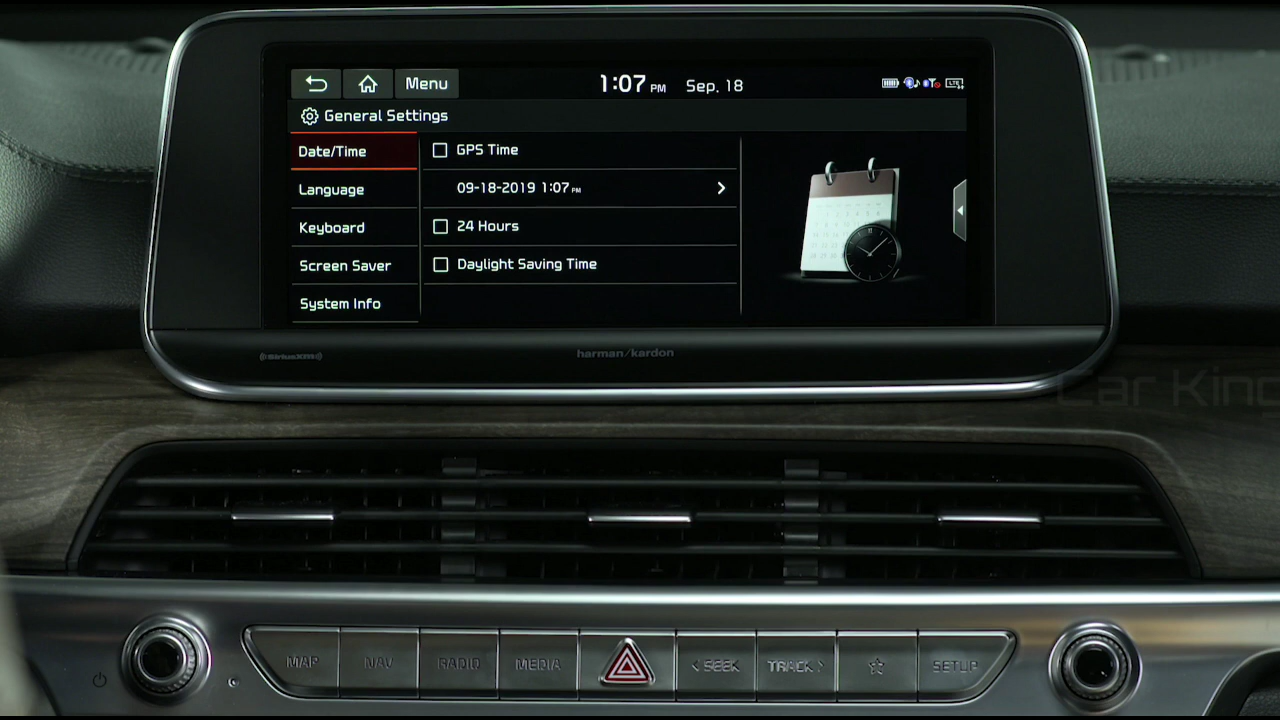 Menu 1:07 PM Sep. 18 LTE
General Settings
Date/Time
Language
Keyboard
Screen Saver
System Info
GPS Time
09-18-2019 1:07 PM
24 Hours
Daylight Saving Time
((SiriusXM)) harman/kardon
Car King
MAP NAV RADIO MEDIA < SEEK TRACK > SETUP